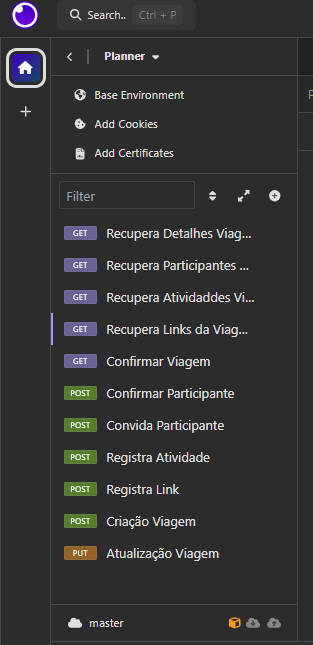 Search.. Ctrl + P
Planner
Base Environment
Add Cookies
Add Certificates
Filter
GET Recupera Detalhes Viag...
GET Recupera Participantes ...
GET Recupera Atividaddes Vi...
GET Recupera Links da Viag...
GET Confirmar Viagem
POST Confirmar Participante
POST Convida Participante
POST Registra Atividade
POST Registra Link
POST Criação Viagem
PUT Atualização Viagem
master